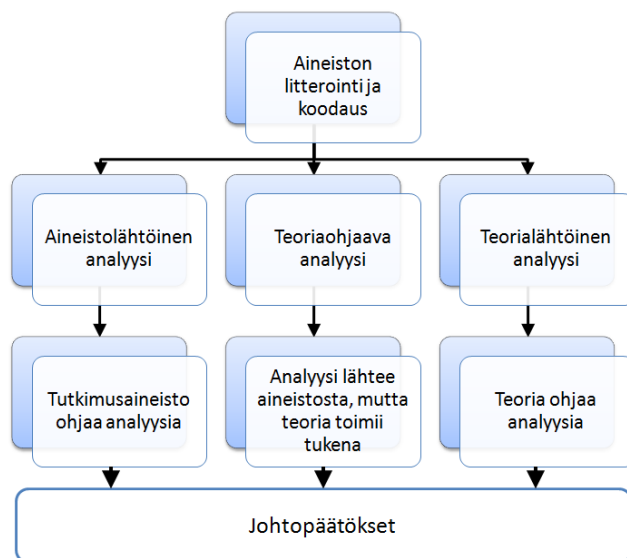 Aineiston
litterointi ja
koodaus
Aineistolähtöinen
analyysi
Teoriaohjaava
analyysi
Teorialähtöinen
analyysi
Tutkimusaineisto
ohjaa analyysia
Analyysi lähtee
aineistosta, mutta
teoria toimii
tukena
Teoria ohjaa
analyysia
Johtopäätökset